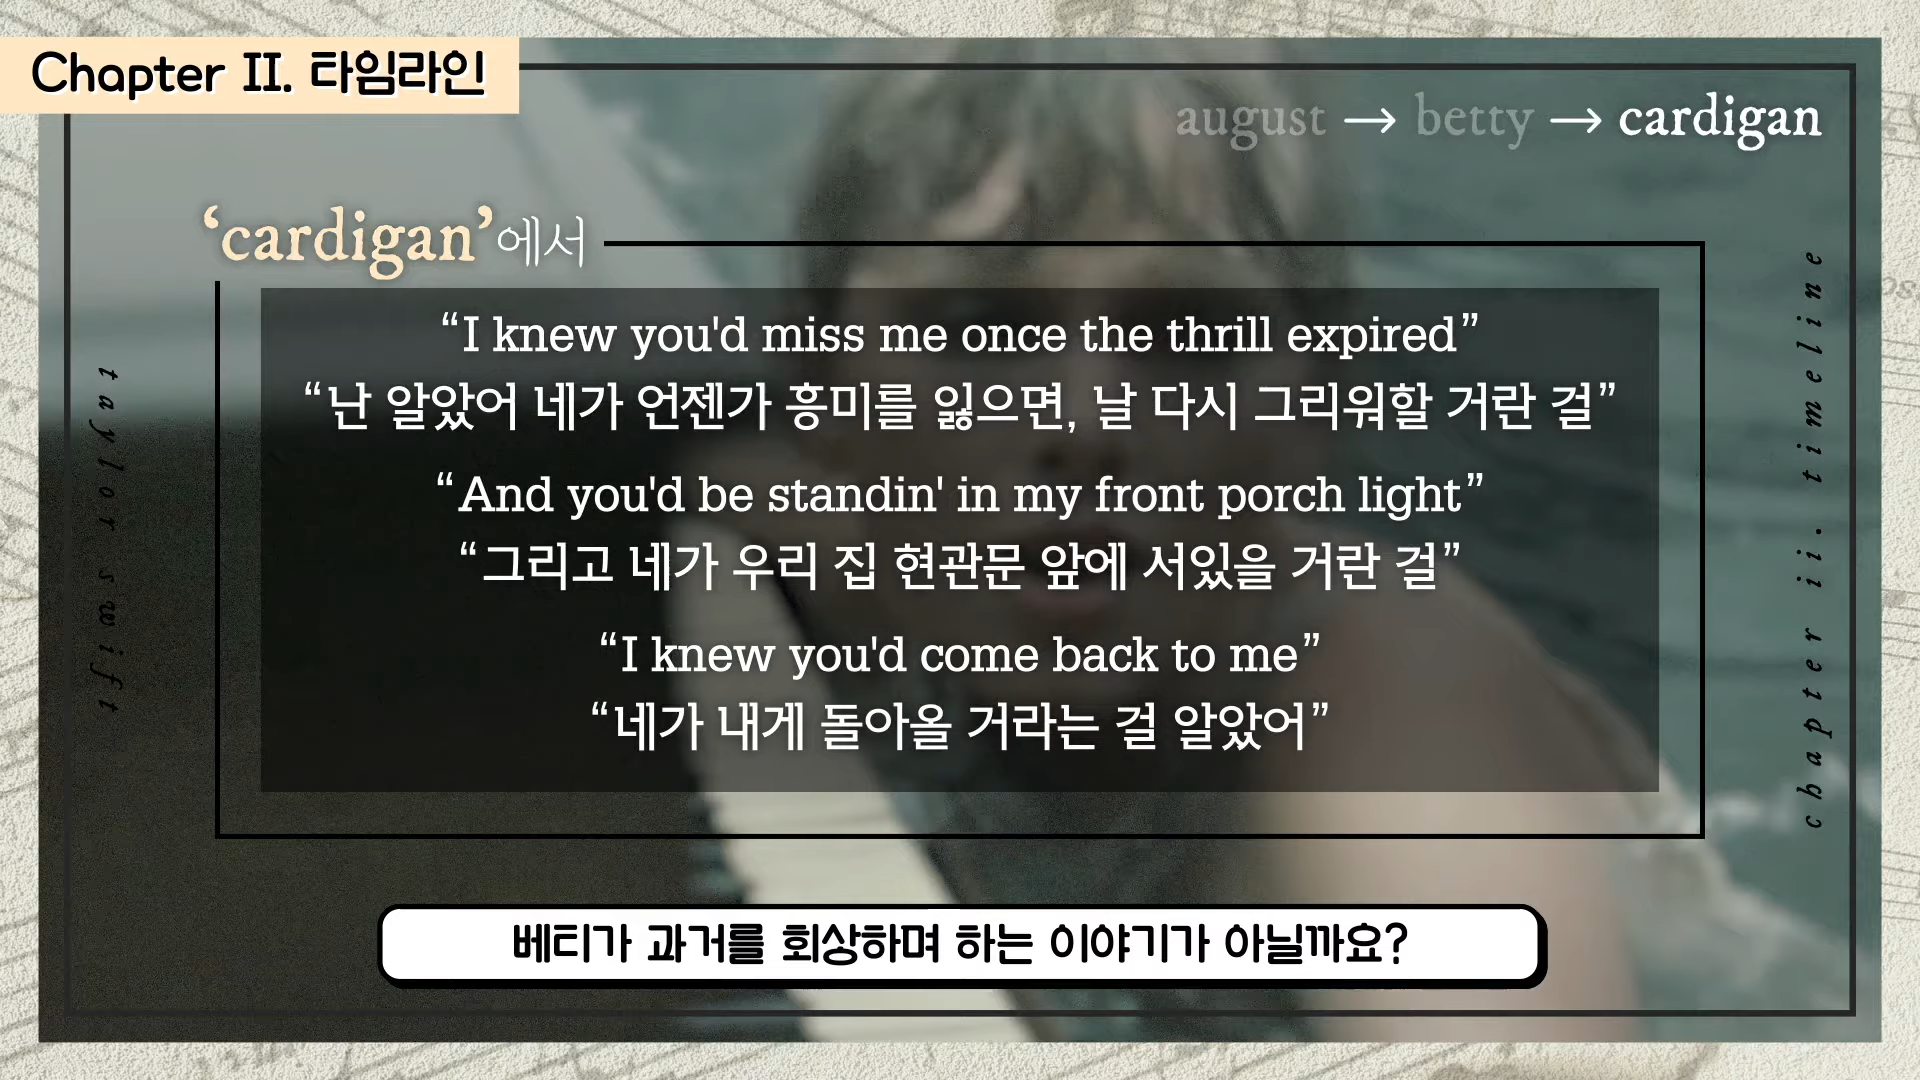 Chapter II. 타임라인
august → betty → cardigan
‘cardigan’에서
“I knew you'd miss me once the thrill expired”
“난 알았어 네가 언젠가 흥미를 잃으면, 날 다시 그리워할 거란 걸”
“And you'd be standin' in my front porch light”
“그리고 네가 우리 집 현관문 앞에 서있을 거란 걸”
“I knew you'd come back to me”
“네가 내게 돌아올 거라는 걸 알았어”
taylor swift
chapter ii. timeline
베티가 과거를 회상하며 하는 이야기가 아닐까요?